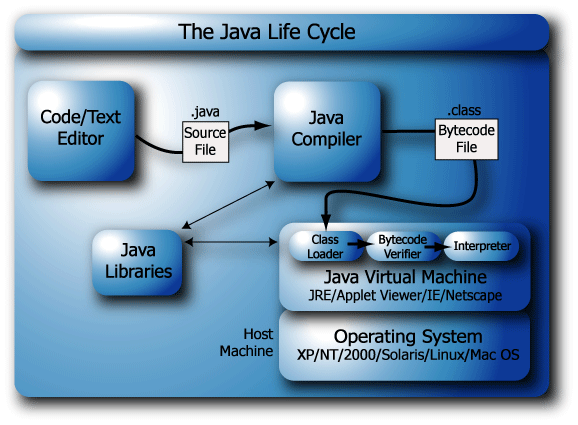 The Java Life Cycle
Code/Text
Editor
.java
Source
File
Java
Compiler
.class
Bytecode
File
Java
Libraries
Class
Loader
Bytecode
Verifier
Interpreter
Java Virtual Machine
JRE/Applet Viewer/IE/Netscape
Host
Machine
Operating System
XP/NT/2000/Solaris/Linux/Mac OS